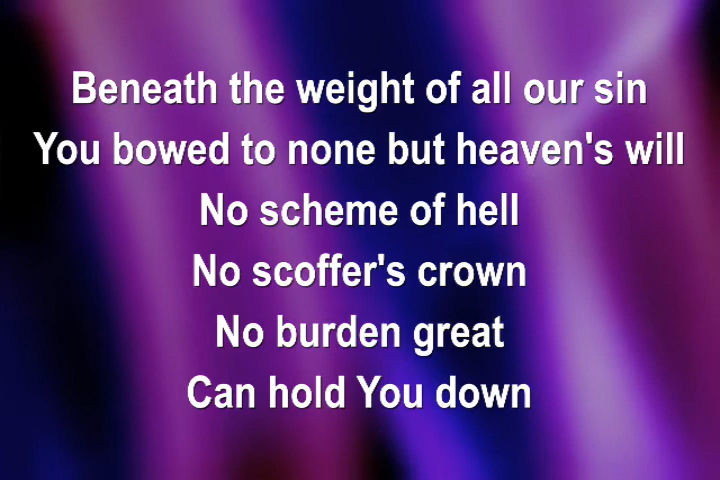 Beneath the weight of all our sin
You bowed to none but heaven's will
No scheme of hell
No scoffer's crown
No burden great
Can hold You down